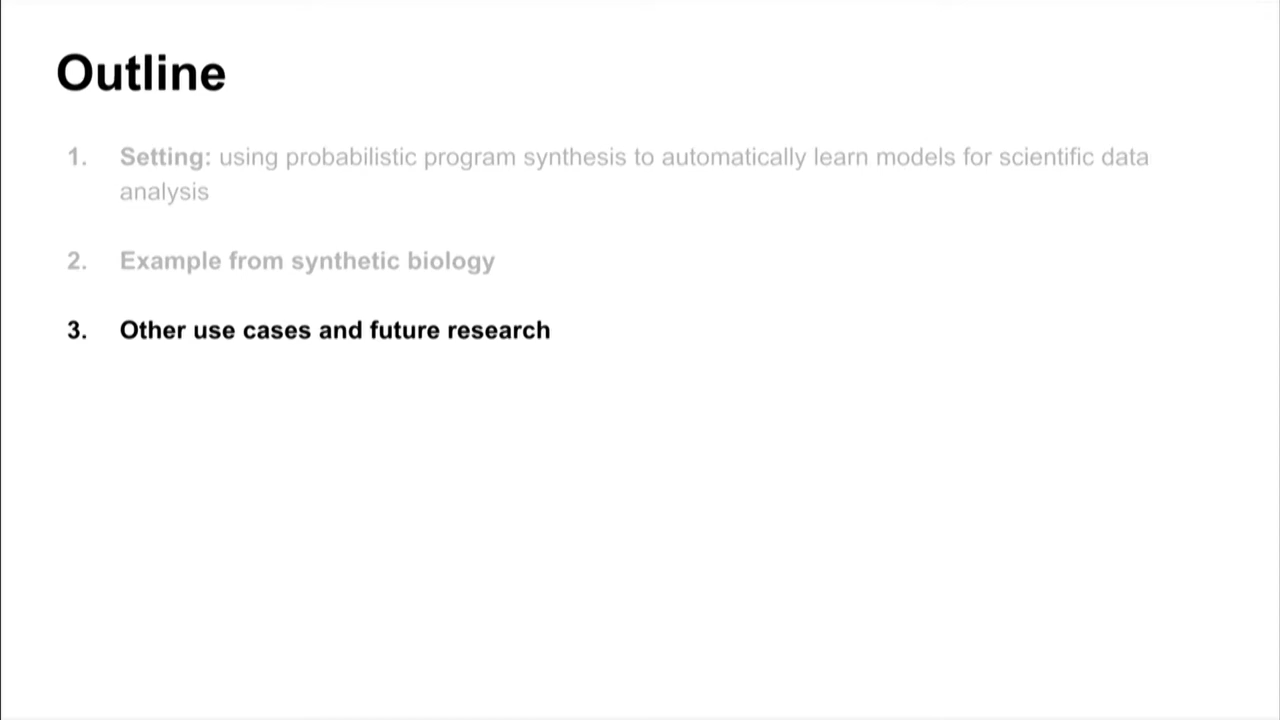 Outline
1. Setting: using probabilistic program synthesis to automatically learn models for scientific data
analysis
2. Example from synthetic biology
3. Other use cases and future research